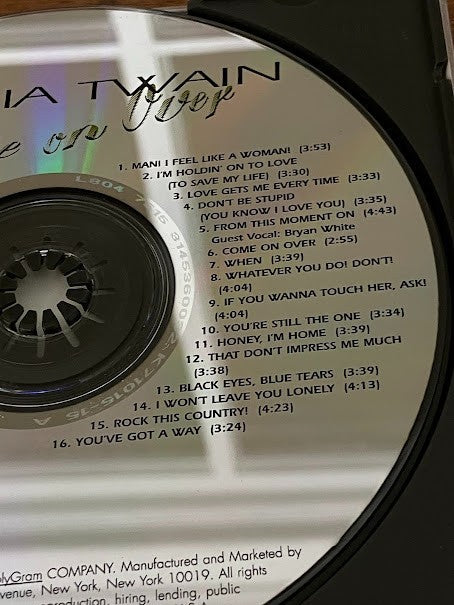 IA TWAIN
e on Over
1. MAN! I FEEL LIKE A WOMAN! (3:53)
2. I'M HOLDIN' ON TO LOVE
(TO SAVE MY LIFE) (3:30)
3. LOVE GETS ME EVERY TIME (3:33)
4. DON'T BE STUPID
(YOU KNOW I LOVE YOU) (3:35)
5. FROM THIS MOMENT ON (4:43)
Guest Vocal: Bryan White
6. COME ON OVER (2:55)
7. WHEN (3:39)
8. WHATEVER YOU DO! DON'T!
(4:04)
9. IF YOU WANNA TOUCH HER, ASK!
(4:04)
10. YOU'RE STILL THE ONE (3:34)
11. HONEY, I'M HOME (3:39)
12. THAT DON'T IMPRESS ME MUCH
(3:38)
13. BLACK EYES, BLUE TEARS (3:39)
14. I WON'T LEAVE YOU LONELY (4:13)
15. ROCK THIS COUNTRY! (4:23)
16. YOU'VE GOT A WAY (3:24)
L804
olyGram COMPANY. Manufactured and Marketed by
venue, New York, New York 10019. All rights
roduction, hiring, lending, public